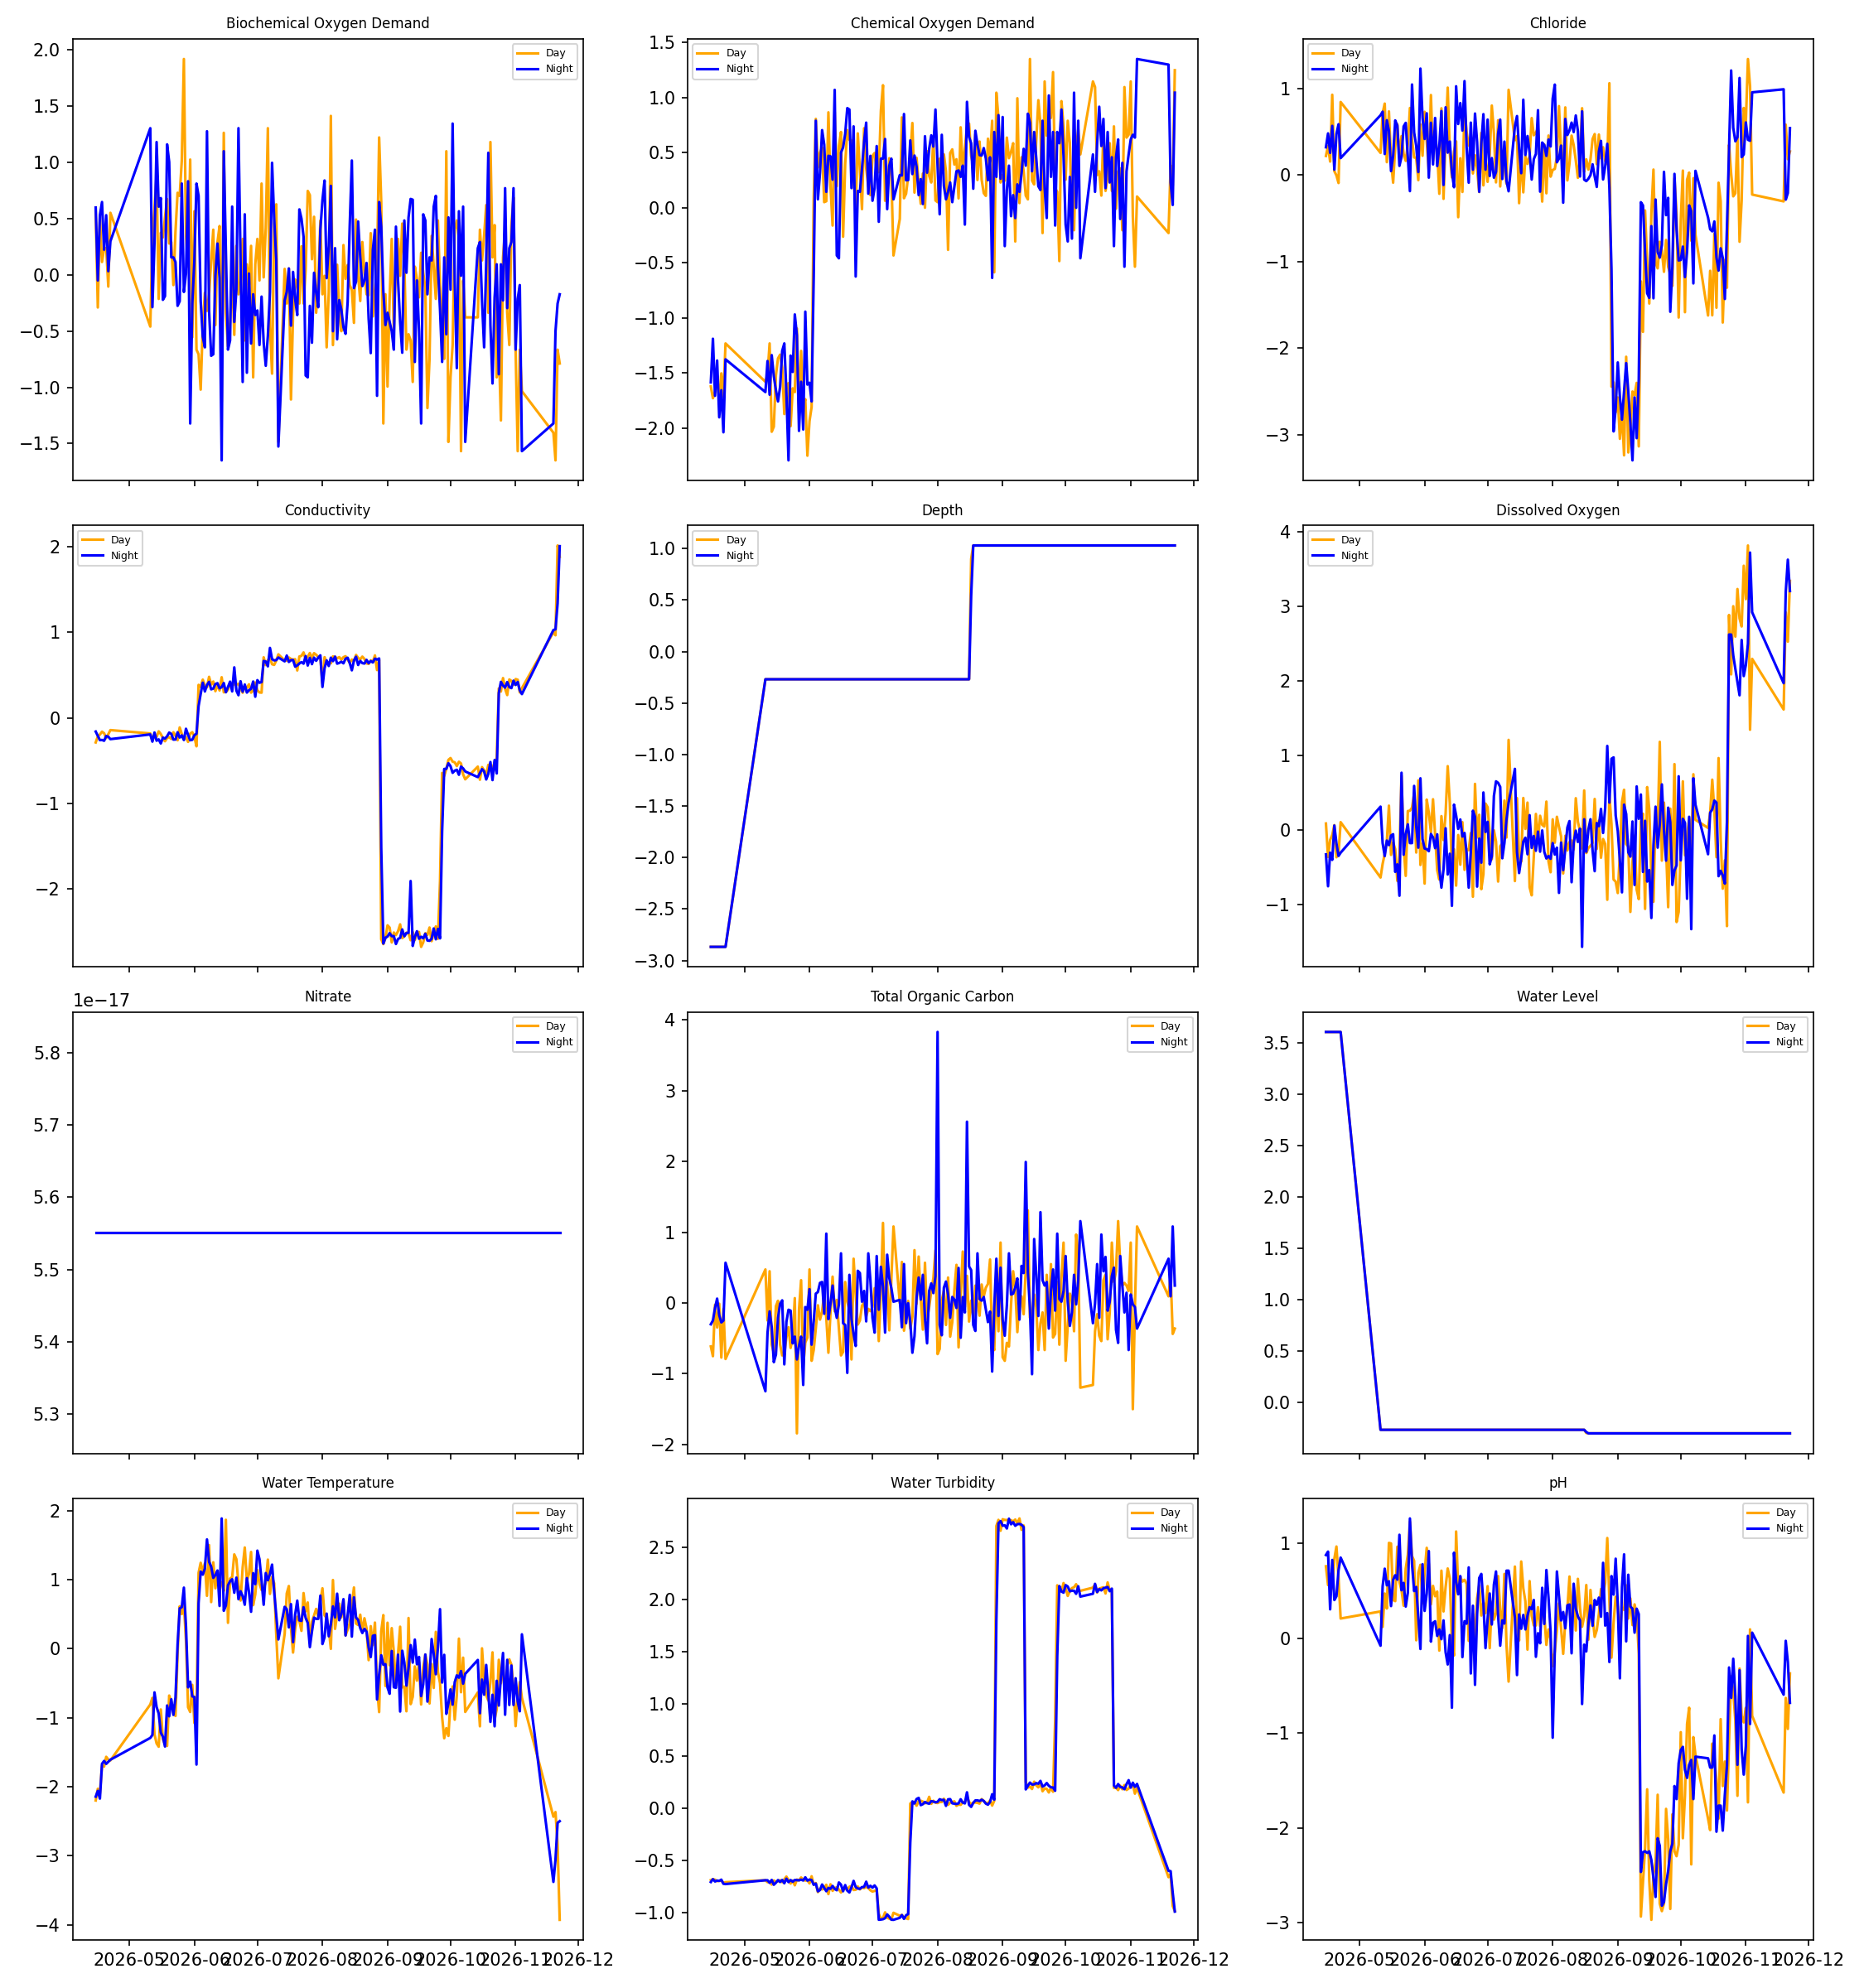 Biochemical Oxygen Demand
2.0
1.5
1.0
0.5
0.0
−0.5
−1.0
−1.5
Day
Night
Chemical Oxygen Demand
1.5
1.0
0.5
0.0
−0.5
−1.0
−1.5
−2.0
Day
Night
Chloride
1
0
−1
−2
−3
Day
Night
Conductivity
2
1
0
−1
−2
Day
Night
Depth
1.0
0.5
0.0
−0.5
−1.0
−1.5
−2.0
−2.5
−3.0
Day
Night
Dissolved Oxygen
4
3
2
1
0
−1
Day
Night
Nitrate
1e−17
5.8
5.7
5.6
5.5
5.4
5.3
Day
Night
Total Organic Carbon
4
3
2
1
0
−1
−2
Day
Night
Water Level
3.5
3.0
2.5
2.0
1.5
1.0
0.5
0.0
Day
Night
Water Temperature
2
1
0
−1
−2
−3
−4
Day
Night
2026-05 2026-06 2026-07 2026-08 2026-09 2026-10 2026-11 2026-12
Water Turbidity
2.5
2.0
1.5
1.0
0.5
0.0
−0.5
−1.0
Day
Night
2026-05 2026-06 2026-07 2026-08 2026-09 2026-10 2026-11 2026-12
pH
1
0
−1
−2
−3
Day
Night
2026-05 2026-06 2026-07 2026-08 2026-09 2026-10 2026-11 2026-12